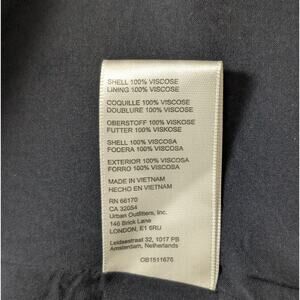 SHELL 100% VISCOSE
LINING 100% VISCOSE
COQUILLE 100% VISCOSE
DOUBLURE 100% VISCOSE
OBERSTOFF 100% VISKOSE
FUTTER 100% VISKOSE
SHELL 100% VISCOSA
FODERA 100% VISCOSA
EXTERIOR 100% VISCOSA
FORRO 100% VISCOSA
MADE IN VIETNAM
HECHO EN VIETNAM
RN 66170
CA 32054
Urban Outfitters, Inc.
146 Brick Lane
LONDON, E1 6RU
Leidsestraat 32, 1017 PB
Amsterdam, Netherlands
OB1511676